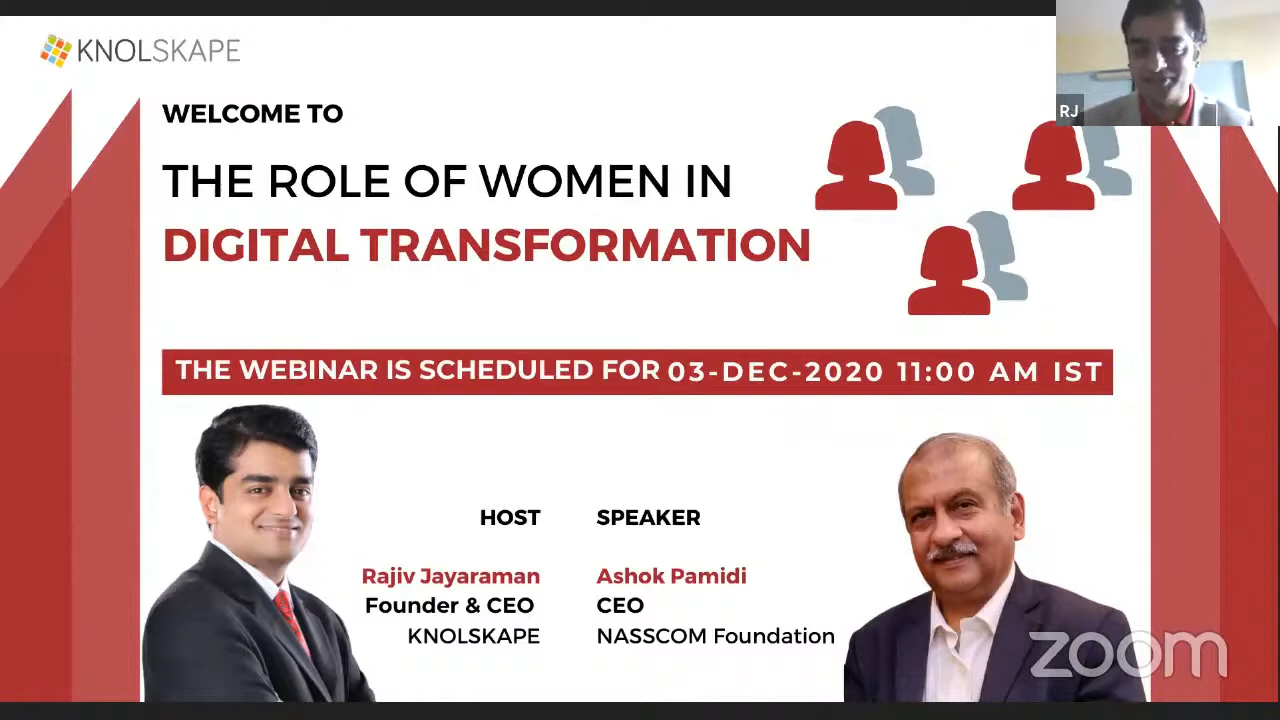 KNOLSKAPE
RJ
WELCOME TO
THE ROLE OF WOMEN IN
DIGITAL TRANSFORMATION
THE WEBINAR IS SCHEDULED FOR 03-DEC-2020 11:00 AM IST
HOST
Rajiv Jayaraman
Founder & CEO
KNOLSKAPE
SPEAKER
Ashok Pamidi
CEO
NASSCOM Foundation
zoom